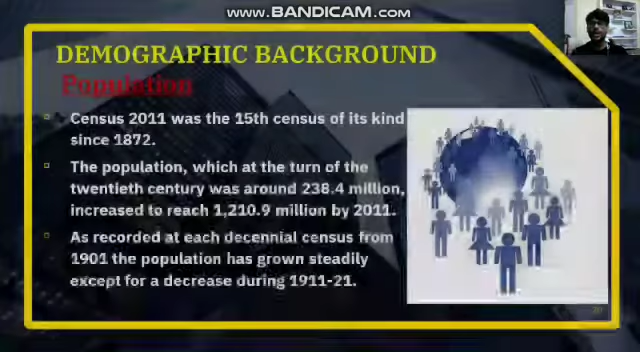 www.BANDICAM.com
DEMOGRAPHIC BACKGROUND
Population
Census 2011 was the 15th census of its kind
since 1872.
The population, which at the turn of the
twentieth century was around 238.4 million,
increased to reach 1,210.9 million by 2011.
As recorded at each decennial census from
1901 the population has grown steadily
except for a decrease during 1911-21.